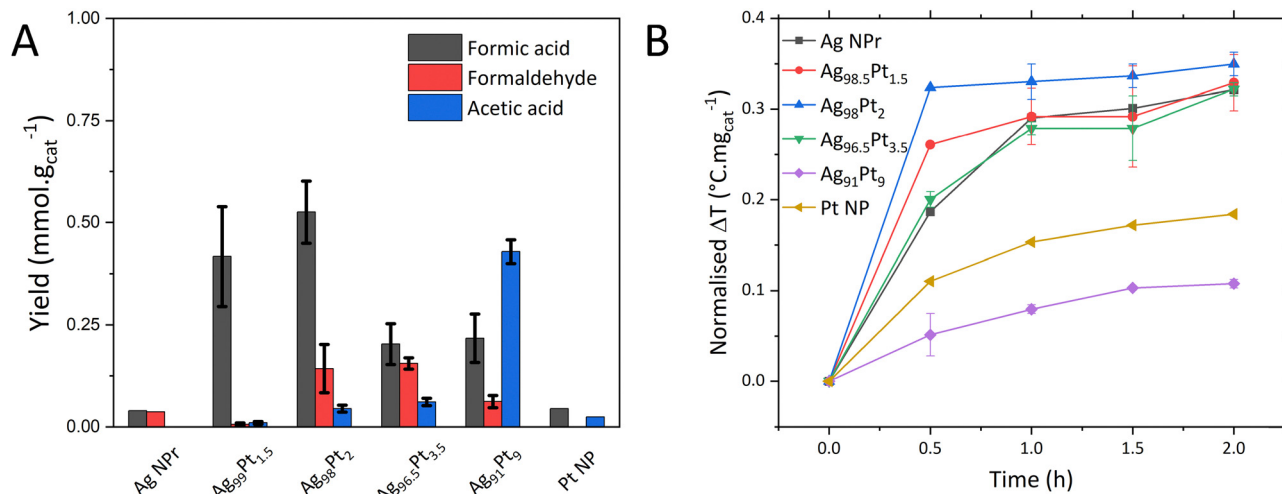 A
Yield (mmol.g_cat^-1)
1.00
0.75
0.50
0.25
0.00
Formic acid
Formaldehyde
Acetic acid
Ag NPr
Ag₉₉Pt₁.₅
Ag₉₈Pt₂
Ag₉₆.₅Pt₃.₅
Ag₉₁Pt₉
Pt NP
B
Normalised ΔT (°C.mg_cat^-1)
0.4
0.3
0.2
0.1
0.0
Ag NPr
Ag₉₈.₅Pt₁.₅
Ag₉₈Pt₂
Ag₉₆.₅Pt₃.₅
Ag₉₁Pt₉
Pt NP
0.0 0.5 1.0 1.5 2.0
Time (h)